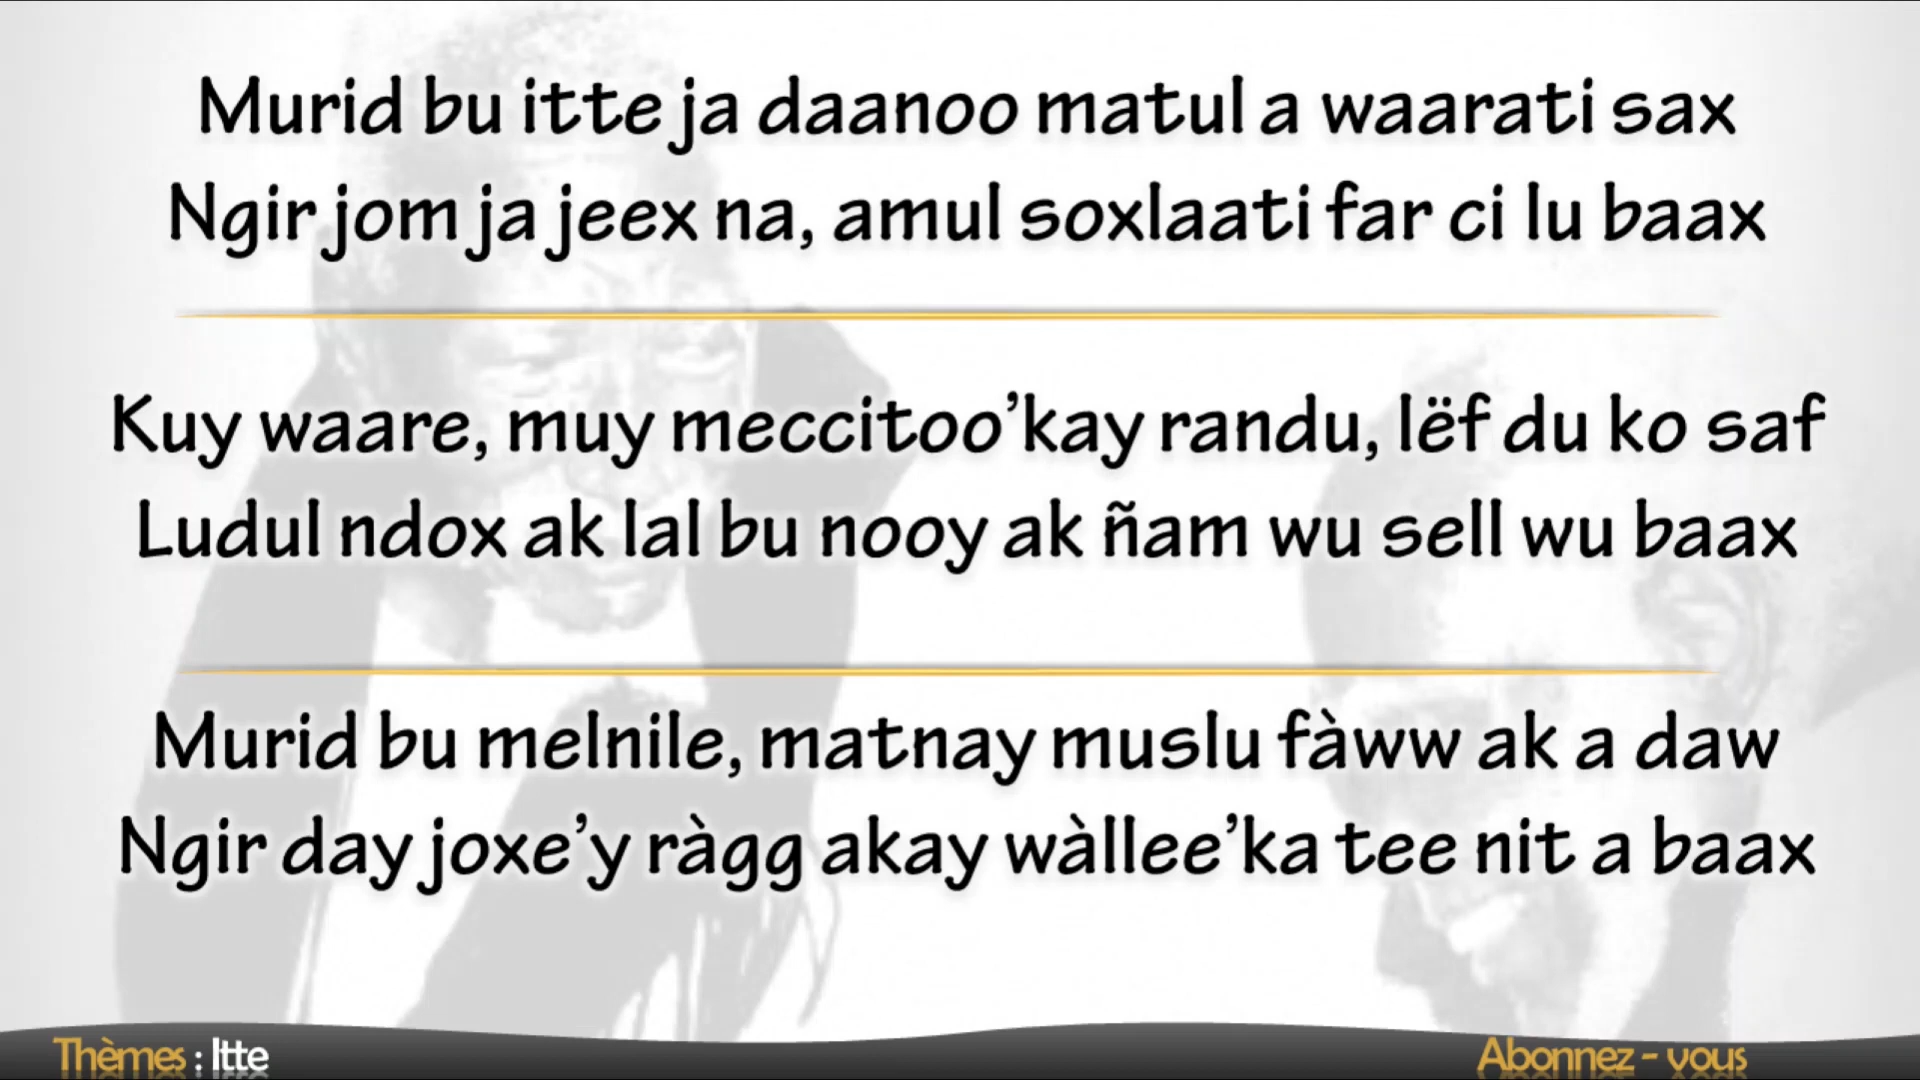 Murid bu itte ja daanoo matul a waarati sax
Ngir jom ja jeex na, amul soxlaati far ci lu baax
Kuy waare, muy meccitoo’kay randu, lëf du ko saf
Ludul ndox ak lal bu nooy ak ñam wu sell wu baax
Murid bu melnile, matnay muslu fàww ak a daw
Ngir day joxe’y ràgg akay wàllee’ka tee nit a baax
Thèmes : Itte
Abonnez - vous